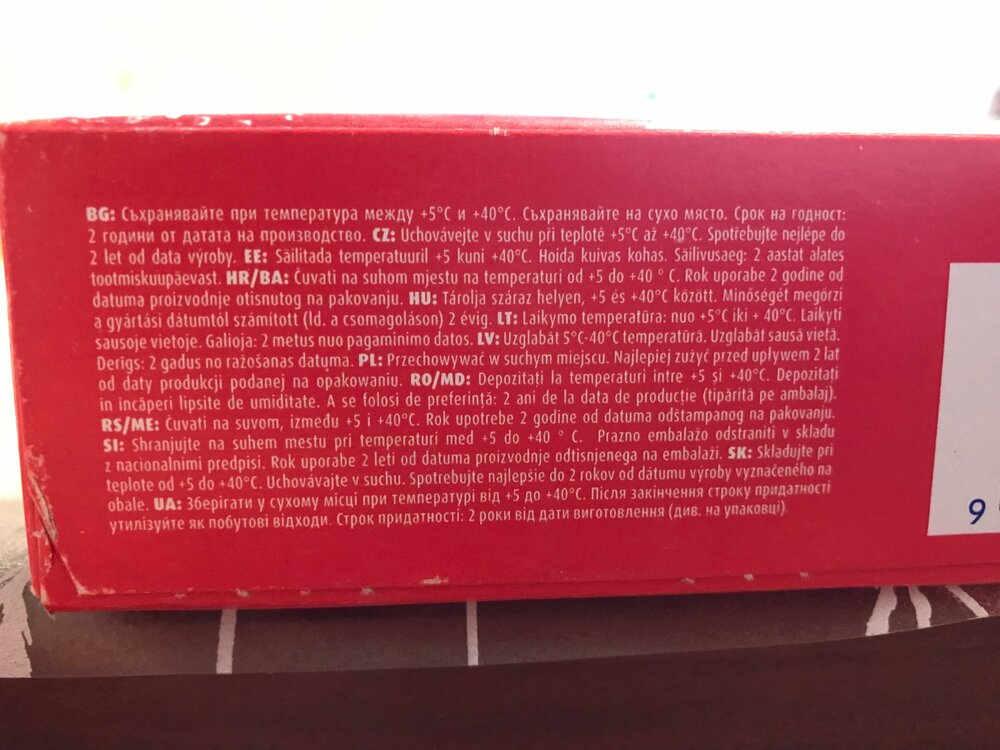 BG: Съхранявайте при температура между +5°C и +40°C. Съхранявайте на сухо място. Срок на годност:
2 години от датата на производство. CZ: Uchovávejte v suchu při teplotě +5°C až +40°C. Spotřebujte nejlépe do
2 let od data výroby. EE: Säilitada temperatuuril +5 kuni +40°C. Hoida kuivas kohas. Säilivusaeg: 2 aastat alates
tootmiskuupäevast. HR/BA: Čuvati na suhom mjestu na temperaturi od +5 do +40 ° C. Rok uporabe 2 godine od
datuma proizvodnje otisnutog na pakovanju. HU: Tárolja száraz helyen, +5 és +40°C között. Minőségét megőrzi
a gyártási dátumtól számított (ld. a csomagoláson) 2 évig. LT: Laikymo temperatūra: nuo +5°C iki + 40°C. Laikyti
sausoje vietoje. Galioja: 2 metus nuo pagaminimo datos. LV: Uzglabāt 5°C-40°C temperatūrā. Uzglabāt sausā vietā.
Derīgs: 2 gadus no ražošanas datuma. PL: Przechowywać w suchym miejscu. Najlepiej zużyć przed upływem 2 lat
od daty produkcji podanej na opakowaniu. RO/MD: Depozitați la temperaturi între +5 și +40°C. Depozitați
in incăperi lipsite de umiditate. A se folosi de preferință: 2 ani de la data de producție (tipărită pe ambalaj).
RS/ME: Čuvati na suvom, između +5 i +40°C. Rok upotrebe 2 godine od datuma odštampanog na pakovanju.
SI: Shranjujte na suhem mestu pri temperaturi med +5 do +40 ° C. Prazno embalažo odstraniti v skladu
z nacionalnimi predpisi. Rok uporabe 2 leti od datuma proizvodnje odtisnjenega na embalaži. SK: Skladujte pri
teplote od +5 do +40°C. Uchovávajte v suchu. Spotrebujte najlepšie do 2 rokov od dátumu výroby vyznačeného na
obale. UA: Зберігати у сухому місці при температурі від +5 до +40°C. Після закінчення строку придатності
утилізуйте як побутові відходи. Строк придатності: 2 роки від дати виготовлення (див. на упаковці).
9